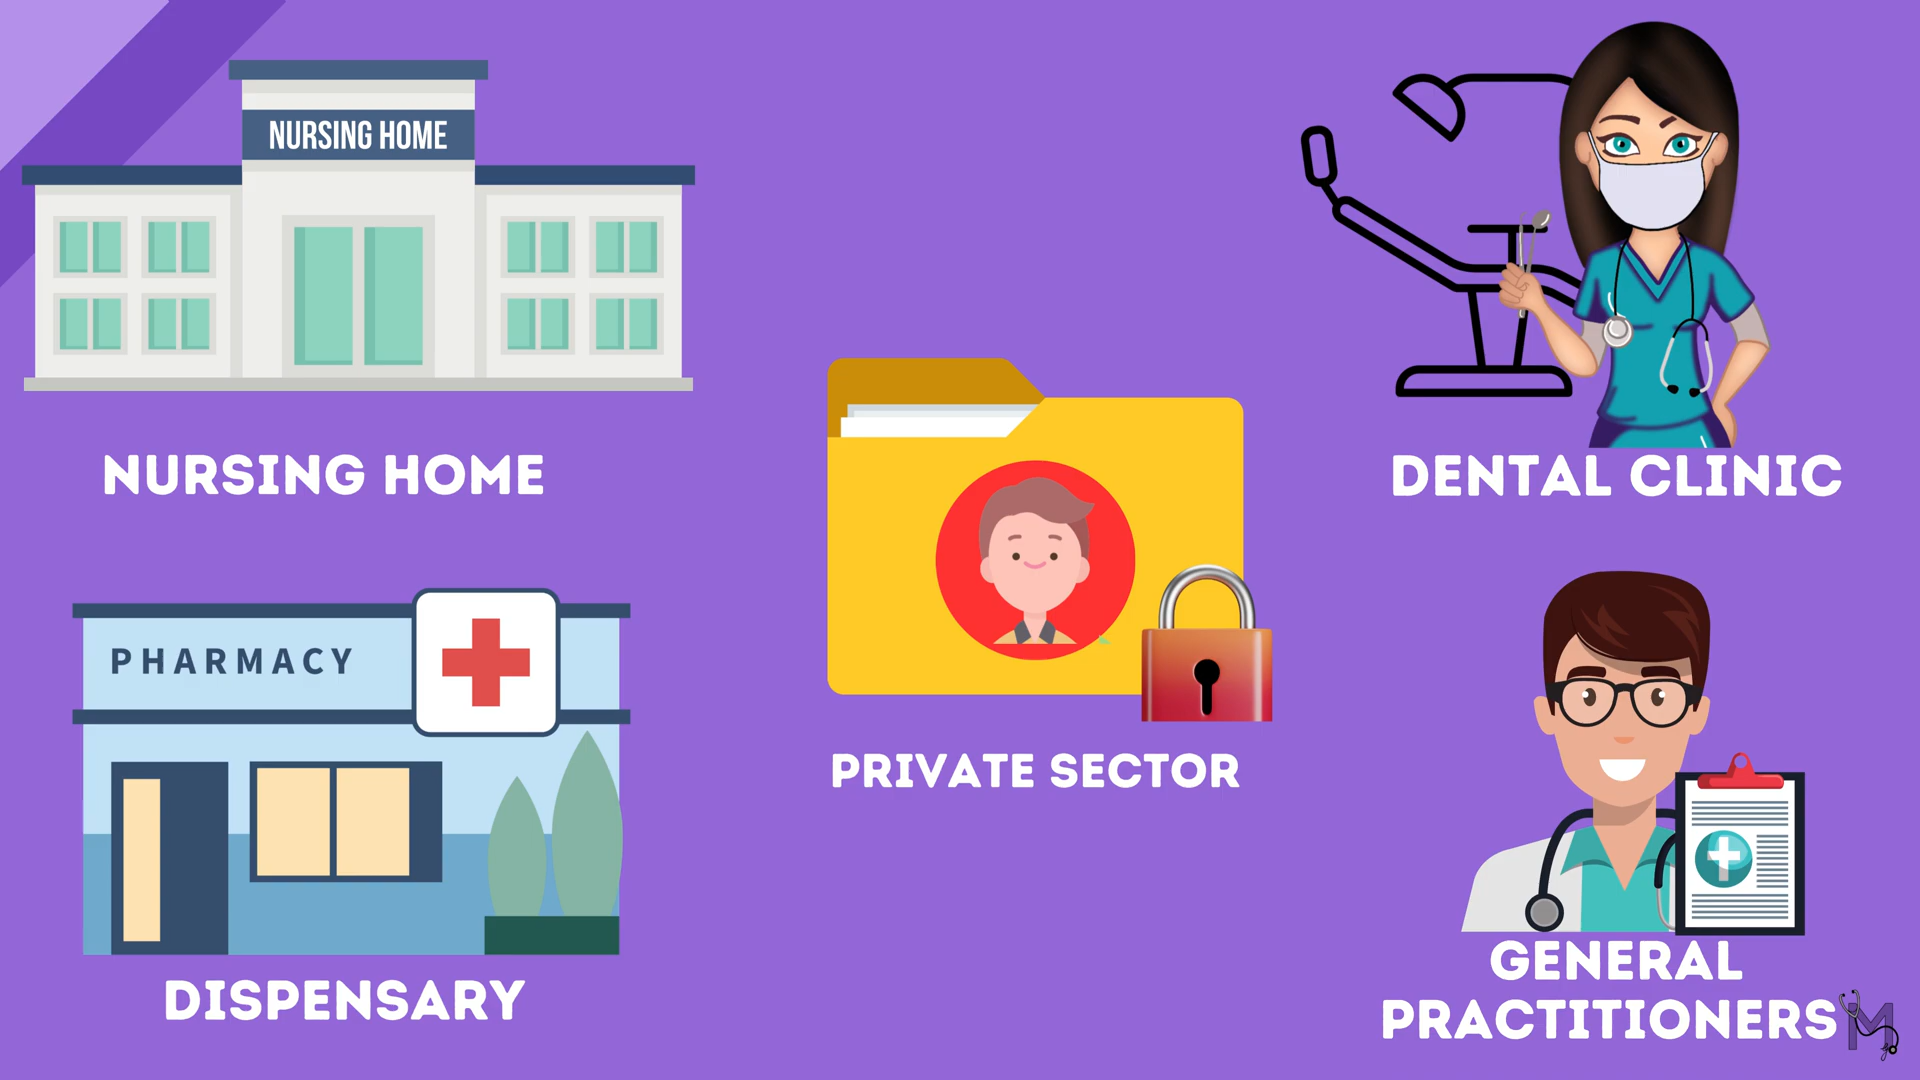 NURSING HOME
NURSING HOME
DENTAL CLINIC
PHARMACY
PRIVATE SECTOR
DISPENSARY
GENERAL
PRACTITIONERS
M